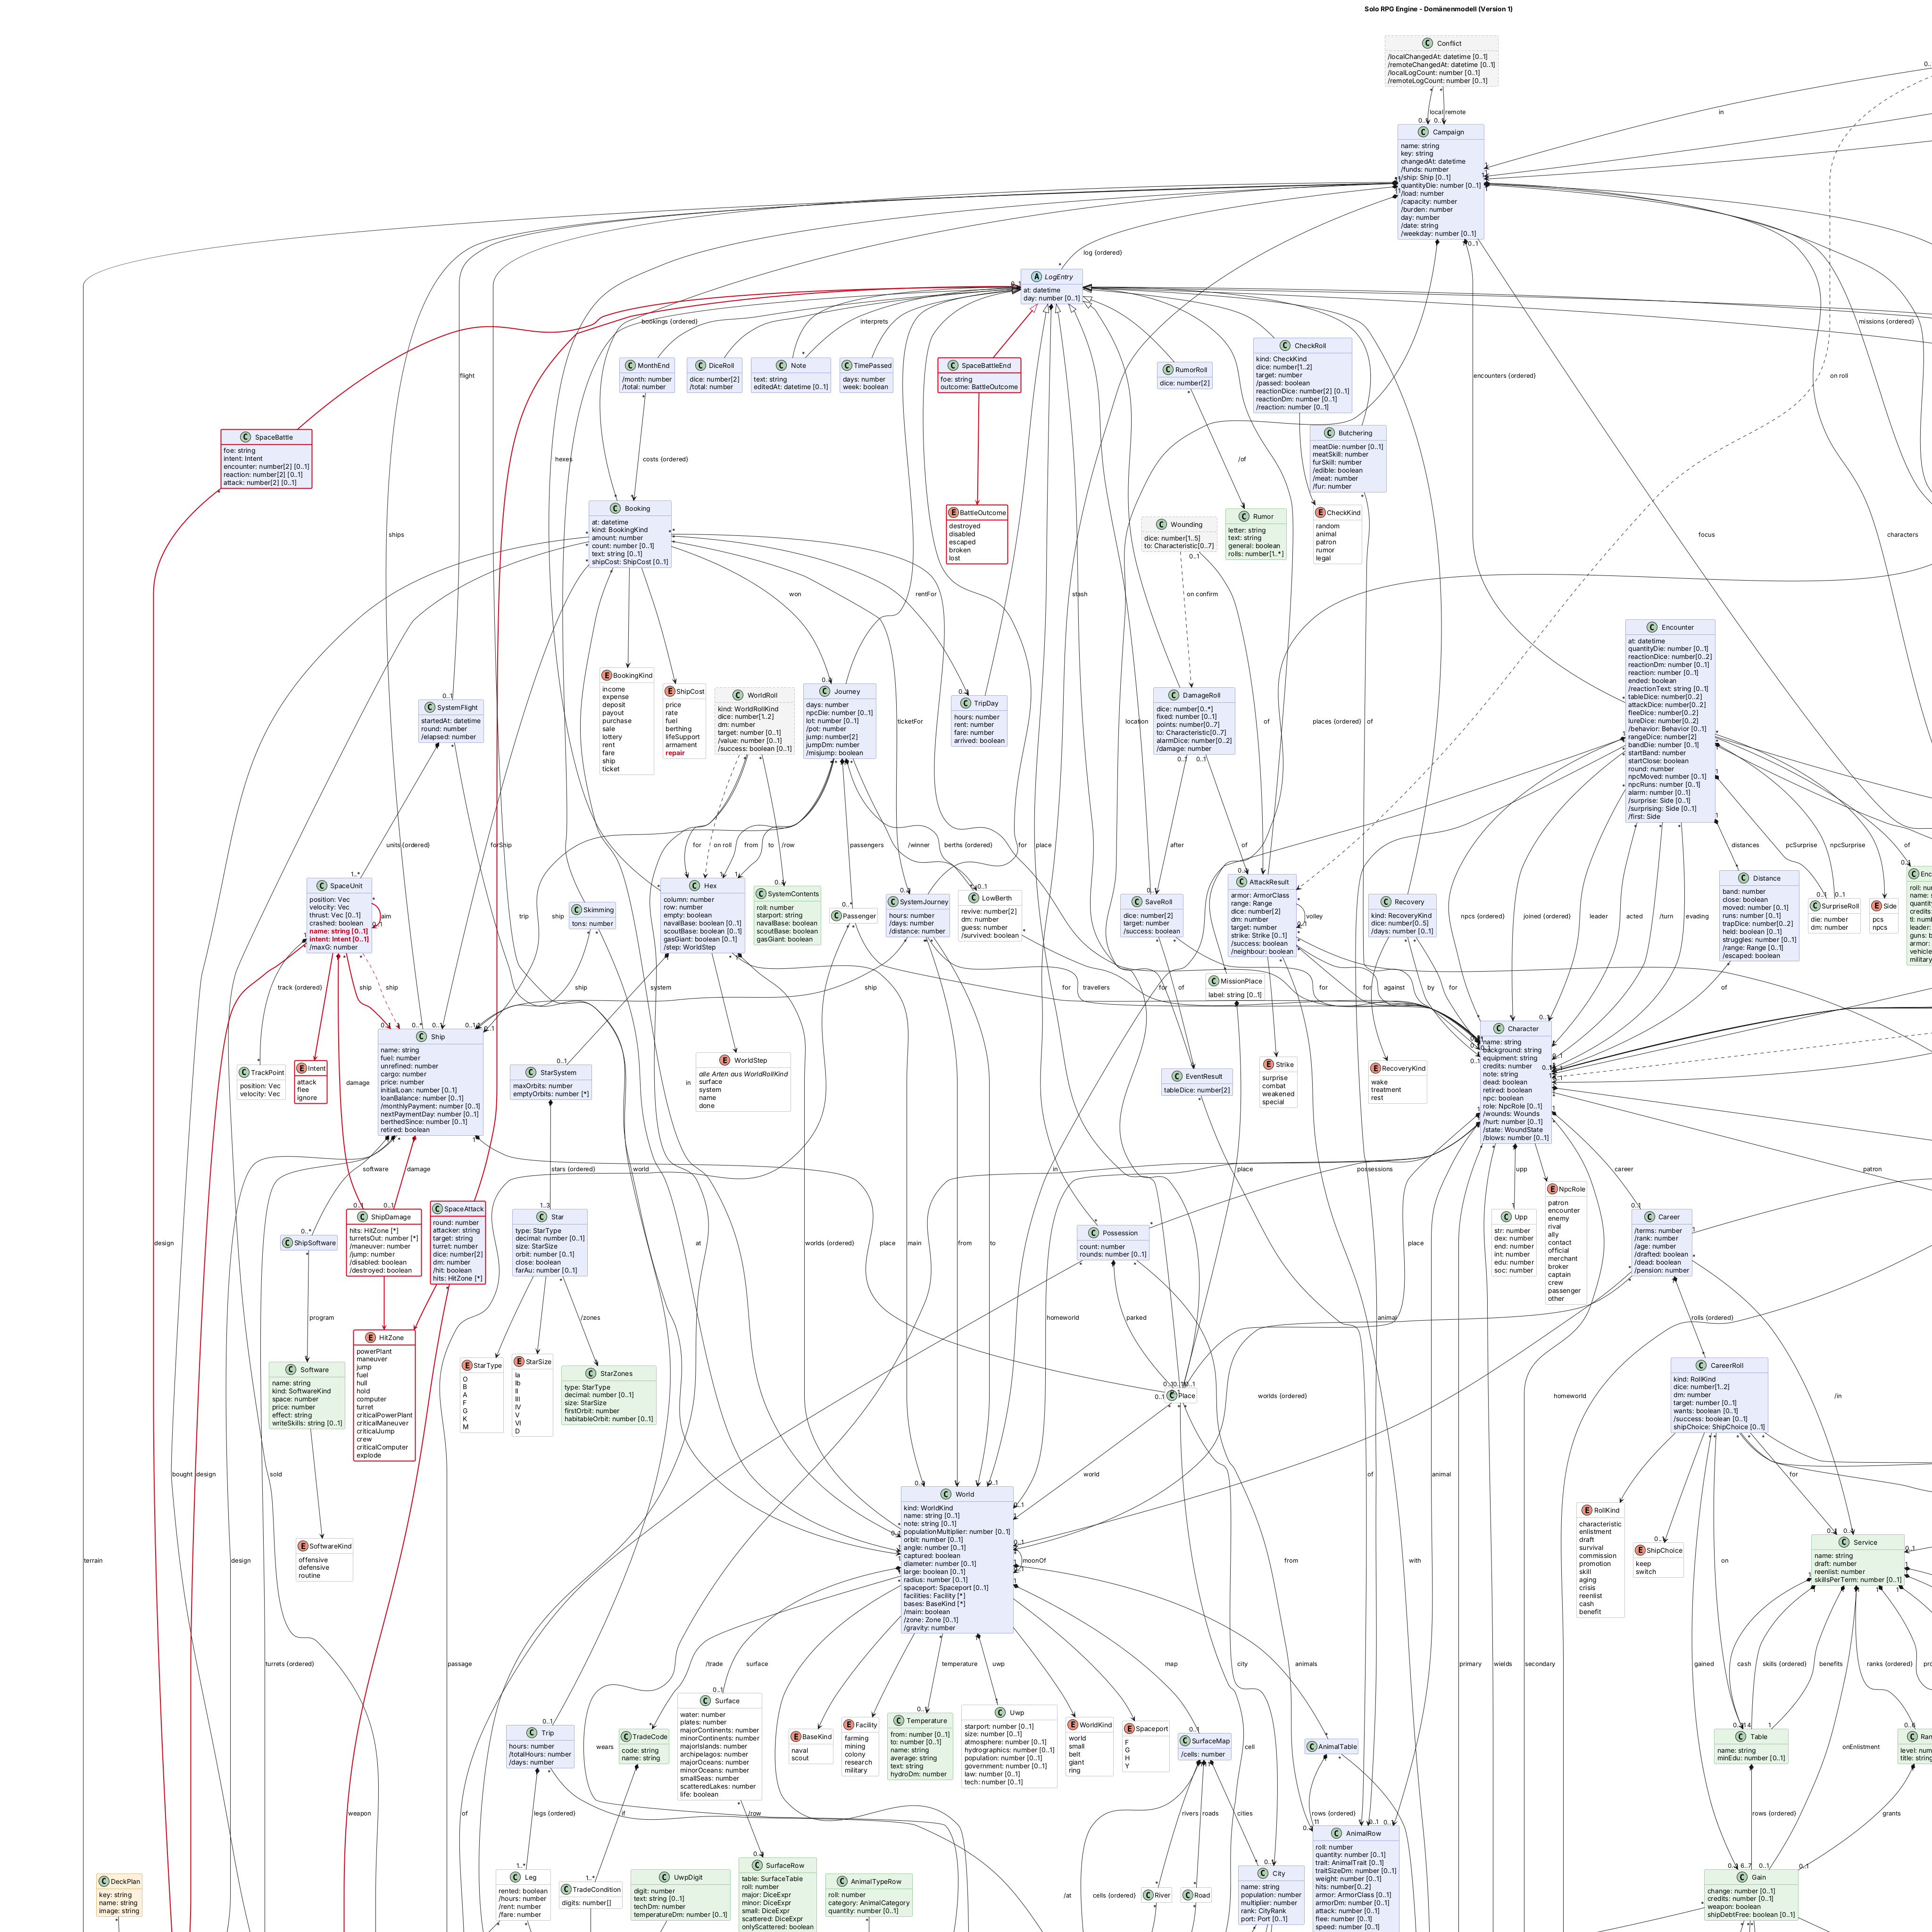 Solo RPG Engine - Domänenmodell (Version 1)
Conflict
/localChangedAt: datetime [0..1]
/remoteChangedAt: datetime [0..1]
/localLogCount: number [0..1]
/remoteLogCount: number [0..1]
local
remote
in
Campaign
name: string
key: string
changedAt: datetime
/funds: number
/ship: Ship [0..1]
quantityDie: number [0..1]
/load: number
/capacity: number
/burden: number
day: number
/date: string
/weekday: number [0..1]
log {ordered}
LogEntry
at: datetime
day: number [0..1]
bookings {ordered}
interprets
missions {ordered}
flight
encounters {ordered}
on roll
MonthEnd
/month: number
/total: number
DiceRoll
dice: number[2]
/total: number
Note
text: string
editedAt: datetime [0..1]
TimePassed
days: number
week: boolean
SpaceBattleEnd
foe: string
outcome: BattleOutcome
RumorRoll
dice: number[2]
CheckRoll
kind: CheckKind
dice: number[1..2]
target: number
/passed: boolean
reactionDice: number[2] [0..1]
reactionDm: number [0..1]
/reaction: number [0..1]
SpaceBattle
foe: string
intent: Intent
encounter: number[2] [0..1]
reaction: number[2] [0..1]
attack: number[2] [0..1]
hexes
costs {ordered}
/of
Butchering
meatDie: number [0..1]
meatSkill: number
furSkill: number
/edible: boolean
/meat: number
/fur: number
ships
Booking
at: datetime
kind: BookingKind
amount: number
count: number [0..1]
text: string [0..1]
shipCost: ShipCost [0..1]
BattleOutcome
destroyed
disabled
escaped
broken
lost
Wounding
dice: number[1..5]
to: Characteristic[0..7]
Rumor
letter: string
text: string
general: boolean
rolls: number[1..*]
CheckKind
random
animal
patron
rumor
legal
focus
characters
won
rentFor
stash
on confirm
Encounter
at: datetime
quantityDie: number [0..1]
reactionDice: number[0..2]
reactionDm: number [0..1]
reaction: number [0..1]
ended: boolean
/reactionText: string [0..1]
tableDice: number[0..2]
attackDice: number[0..2]
fleeDice: number[0..2]
lureDice: number[0..2]
/behavior: Behavior [0..1]
rangeDice: number[2]
bandDie: number [0..1]
startBand: number
startClose: boolean
round: number
npcMoved: number [0..1]
npcRuns: number [0..1]
alarm: number [0..1]
/surprise: Side [0..1]
/surprising: Side [0..1]
/first: Side
BookingKind
income
expense
deposit
payout
purchase
sale
lottery
rent
fare
ship
ticket
ShipCost
price
rate
fuel
berthing
lifeSupport
armament
repair
WorldRoll
kind: WorldRollKind
dice: number[1..2]
dm: number
target: number [0..1]
/value: number [0..1]
/success: boolean [0..1]
Journey
days: number
npcDie: number [0..1]
lot: number [0..1]
/pot: number
jump: number[2]
jumpDm: number
/misjump: boolean
ticketFor
TripDay
hours: number
rent: number
fare: number
arrived: boolean
location
DamageRoll
dice: number[0..*]
fixed: number [0..1]
points: number[0..7]
to: Characteristic[0..7]
alarmDice: number[0..2]
/damage: number
of
places {ordered}
of
SystemFlight
startedAt: datetime
round: number
/elapsed: number
units {ordered}
forShip
for
on roll
/row
from
to
passengers
/winner
berths {ordered}
for
place
after
of
npcs {ordered}
joined {ordered}
leader
acted
/turn
evading
distances
pcSurprise
npcSurprise
of
SpaceUnit
position: Vec
velocity: Vec
thrust: Vec [0..1]
crashed: boolean
name: string [0..1]
intent: Intent [0..1]
/maxG: number
aim
Skimming
tons: number
trip
Hex
column: number
row: number
empty: boolean
navalBase: boolean [0..1]
scoutBase: boolean [0..1]
gasGiant: boolean [0..1]
/step: WorldStep
SystemContents
roll: number
starport: string
navalBase: boolean
scoutBase: boolean
gasGiant: boolean
Passenger
SystemJourney
hours: number
/days: number
/distance: number
LowBerth
revive: number[2]
dm: number
guess: number
/survived: boolean
SaveRoll
dice: number[2]
target: number
/success: boolean
AttackResult
armor: ArmorClass
range: Range
dice: number[2]
dm: number
target: number
strike: Strike [0..1]
/success: boolean
/neighbour: boolean
volley
Recovery
kind: RecoveryKind
dice: number[0..5]
/days: number [0..1]
Distance
band: number
close: boolean
moved: number [0..1]
runs: number [0..1]
trapDice: number[0..2]
held: boolean [0..1]
struggles: number [0..1]
/range: Range [0..1]
/escaped: boolean
SurpriseRoll
die: number
dm: number
Side
pcs
npcs
track {ordered}
ship
ship
ship
ship
system
ship
for
travellers
for
of
MissionPlace
label: string [0..1]
for
for
against
by
for
of
TrackPoint
position: Vec
velocity: Vec
Intent
attack
flee
ignore
damage
Ship
name: string
fuel: number
unrefined: number
cargo: number
price: number
initialLoan: number [0..1]
loanBalance: number [0..1]
/monthlyPayment: number [0..1]
nextPaymentDay: number [0..1]
berthedSince: number [0..1]
retired: boolean
StarSystem
maxOrbits: number
emptyOrbits: number [*]
in
WorldStep
alle Arten aus WorldRollKind
surface
system
name
done
EventResult
tableDice: number[2]
Strike
surprise
combat
weakened
special
RecoveryKind
wake
treatment
rest
Character
name: string
background: string
equipment: string
credits: number
note: string
dead: boolean
retired: boolean
npc: boolean
role: NpcRole [0..1]
/wounds: Wounds
/hurt: number [0..1]
/state: WoundState
/blows: number [0..1]
software
damage
stars {ordered}
world
in
place
possessions
upp
career
patron
ShipSoftware
ShipDamage
hits: HitZone [*]
turretsOut: number [*]
/maneuver: number
/jump: number
/disabled: boolean
/destroyed: boolean
SpaceAttack
round: number
attacker: string
target: string
turret: number
dice: number[2]
dm: number
/hit: boolean
hits: HitZone [*]
Star
type: StarType
decimal: number [0..1]
size: StarSize
orbit: number [0..1]
close: boolean
farAu: number [0..1]
at
worlds {ordered}
place
main
from
to
Possession
count: number
rounds: number [0..1]
place
Upp
str: number
dex: number
end: number
int: number
edu: number
soc: number
NpcRole
patron
encounter
enemy
rival
ally
contact
official
merchant
broker
captain
crew
passenger
other
Career
/terms: number
/rank: number
/age: number
/drafted: boolean
/dead: boolean
/pension: number
program
/zones
homeworld
parked
animal
rolls {ordered}
HitZone
powerPlant
maneuver
jump
fuel
hull
hold
computer
turret
criticalPowerPlant
criticalManeuver
criticalJump
crew
criticalComputer
explode
Software
name: string
kind: SoftwareKind
space: number
price: number
effect: string
writeSkills: string [0..1]
StarType
O
B
A
F
G
K
M
StarSize
Ia
Ib
II
III
IV
V
VI
D
StarZones
type: StarType
decimal: number [0..1]
size: StarSize
firstOrbit: number
habitableOrbit: number [0..1]
Place
worlds {ordered}
homeworld
/in
CareerRoll
kind: RollKind
dice: number[1..2]
dm: number
target: number [0..1]
wants: boolean [0..1]
/success: boolean [0..1]
shipChoice: ShipChoice [0..1]
design
bought
design
sold
world
of
animal
for
World
kind: WorldKind
name: string [0..1]
note: string [0..1]
populationMultiplier: number [0..1]
orbit: number [0..1]
angle: number [0..1]
captured: boolean
diameter: number [0..1]
large: boolean [0..1]
radius: number [0..1]
spaceport: Spaceport [0..1]
facilities: Facility [*]
bases: BaseKind [*]
/main: boolean
/zone: Zone [0..1]
/gravity: number
moonOf
RollKind
characteristic
enlistment
draft
survival
commission
promotion
skill
aging
crisis
reenlist
cash
benefit
ShipChoice
keep
switch
Service
name: string
draft: number
reenlist: number
skillsPerTerm: number [0..1]
SoftwareKind
offensive
defensive
routine
terrain
design
from
with
on
turrets {ordered}
passage
/trade
surface
temperature
uwp
map
city
animals
primary
wields
secondary
gained
cash
skills {ordered}
benefits
ranks {ordered}
Trip
hours: number
/totalHours: number
/days: number
TradeCode
code: string
name: string
Surface
water: number
plates: number
majorContinents: number
minorContinents: number
majorIslands: number
archipelagos: number
majorOceans: number
minorOceans: number
smallSeas: number
scatteredLakes: number
life: boolean
wears
BaseKind
naval
scout
Facility
farming
mining
colony
research
military
Temperature
from: number [0..1]
to: number [0..1]
name: string
average: string
text: string
hydroDm: number
Uwp
starport: number [0..1]
size: number [0..1]
atmosphere: number [0..1]
hydrographics: number [0..1]
population: number [0..1]
government: number [0..1]
law: number [0..1]
tech: number [0..1]
WorldKind
world
small
belt
giant
ring
Spaceport
F
G
H
Y
SurfaceMap
/cells: number
cell
AnimalTable
Table
name: string
minEdu: number [0..1]
onEnlistment
weapon
of
legs {ordered}
if
/row
rivers
roads
cities
rows {ordered}
rows {ordered}
grants
/at
cells {ordered}
DeckPlan
key: string
name: string
image: string
Leg
rented: boolean
/hours: number
/rent: number
/fare: number
TradeCondition
digits: number[]
UwpDigit
digit: number
text: string [0..1]
techDm: number
temperatureDm: number [0..1]
SurfaceRow
table: SurfaceTable
roll: number
major: DiceExpr
minor: DiceExpr
small: DiceExpr
scattered: DiceExpr
onlyScattered: boolean
AnimalTypeRow
roll: number
category: AnimalCategory
quantity: number [0..1]
River
Road
City
name: string
population: number
multiplier: number
rank: CityRank
port: Port [0..1]
AnimalRow
roll: number
quantity: number [0..1]
trait: AnimalTrait [0..1]
traitSizeDm: number [0..1]
weight: number [0..1]
hits: number[0..2]
armor: ArmorClass [0..1]
armorDm: number [0..1]
attack: number [0..1]
flee: number [0..1]
speed: number [0..1]
Gain
change: number [0..1]
credits: number [0..1]
weapon: boolean
shipDebtFree: boolean [0..1]